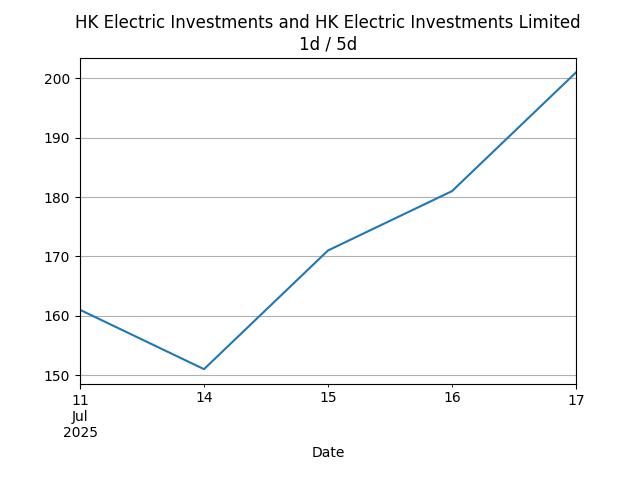 HK Electric Investments and HK Electric Investments Limited
1d / 5d
200
190
180
170
160
150
11 14 15 16 17
Jul
2025
Date